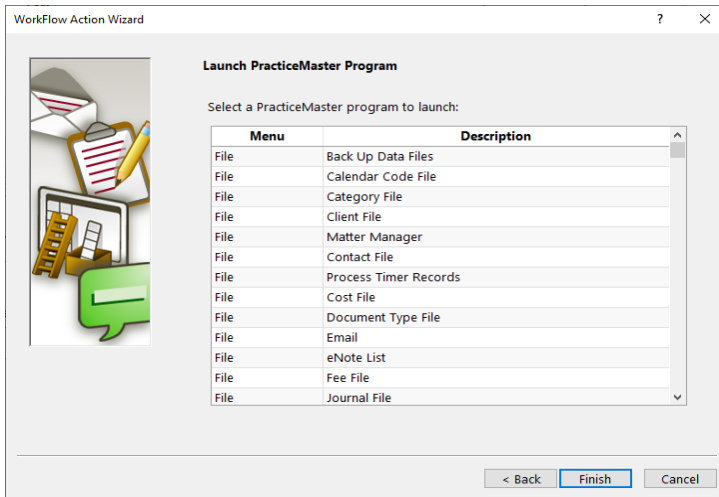 WorkFlow Action Wizard
Launch PracticeMaster Program
Select a PracticeMaster program to launch:
Menu Description
File Back Up Data Files
File Calendar Code File
File Category File
File Client File
File Matter Manager
File Contact File
File Process Timer Records
File Cost File
File Document Type File
File Email
File eNote List
File Fee File
File Journal File
< Back Finish Cancel